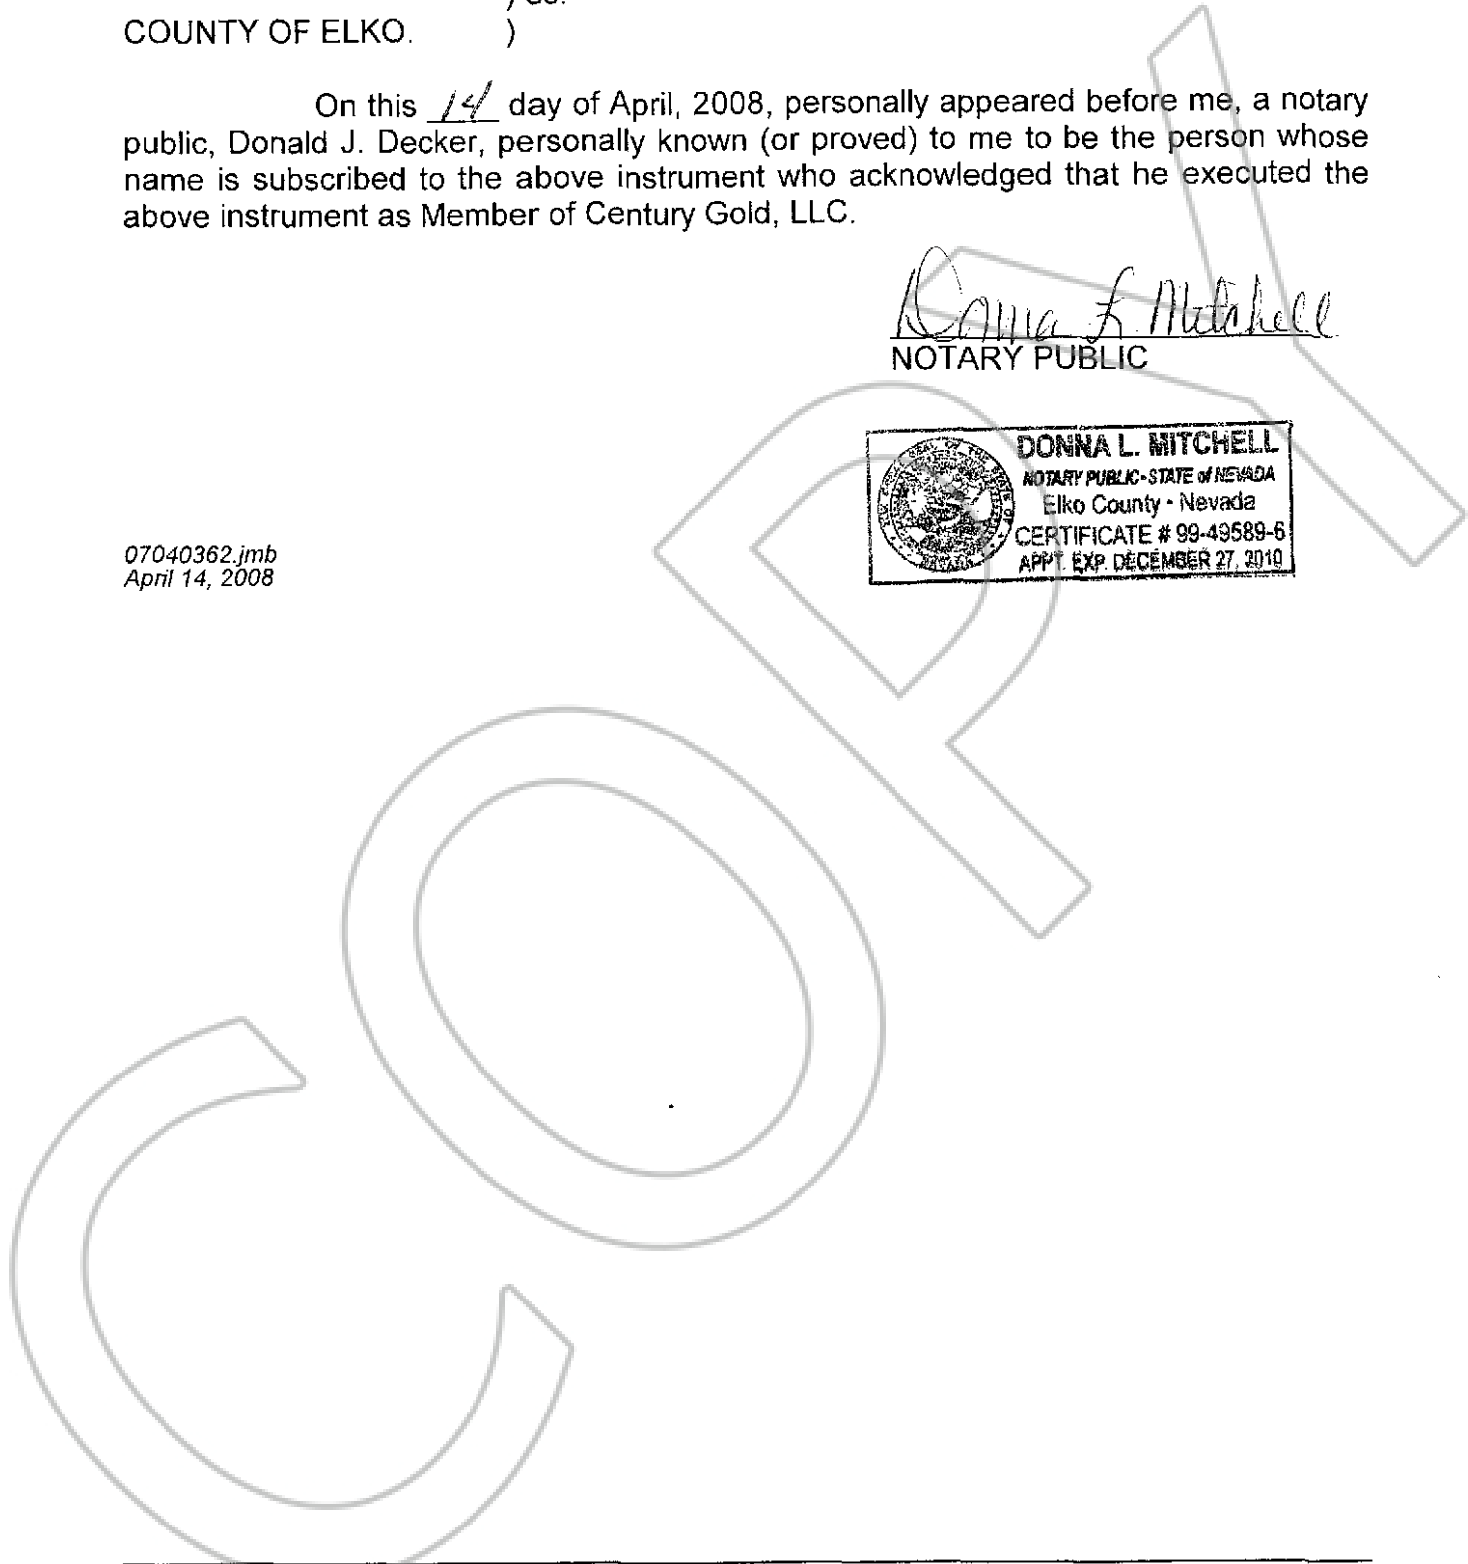 COUNTY OF ELKO. )
On this 14 day of April, 2008, personally appeared before me, a notary
public, Donald J. Decker, personally known (or proved) to me to be the person whose
name is subscribed to the above instrument who acknowledged that he executed the
above instrument as Member of Century Gold, LLC.
Donna L. Mitchell
NOTARY PUBLIC
DONNA L. MITCHELL
NOTARY PUBLIC-STATE of NEVADA
Elko County - Nevada
CERTIFICATE # 99-49589-6
APPT. EXP. DECEMBER 27, 2010
07040362.jmb
April 14, 2008
COPY